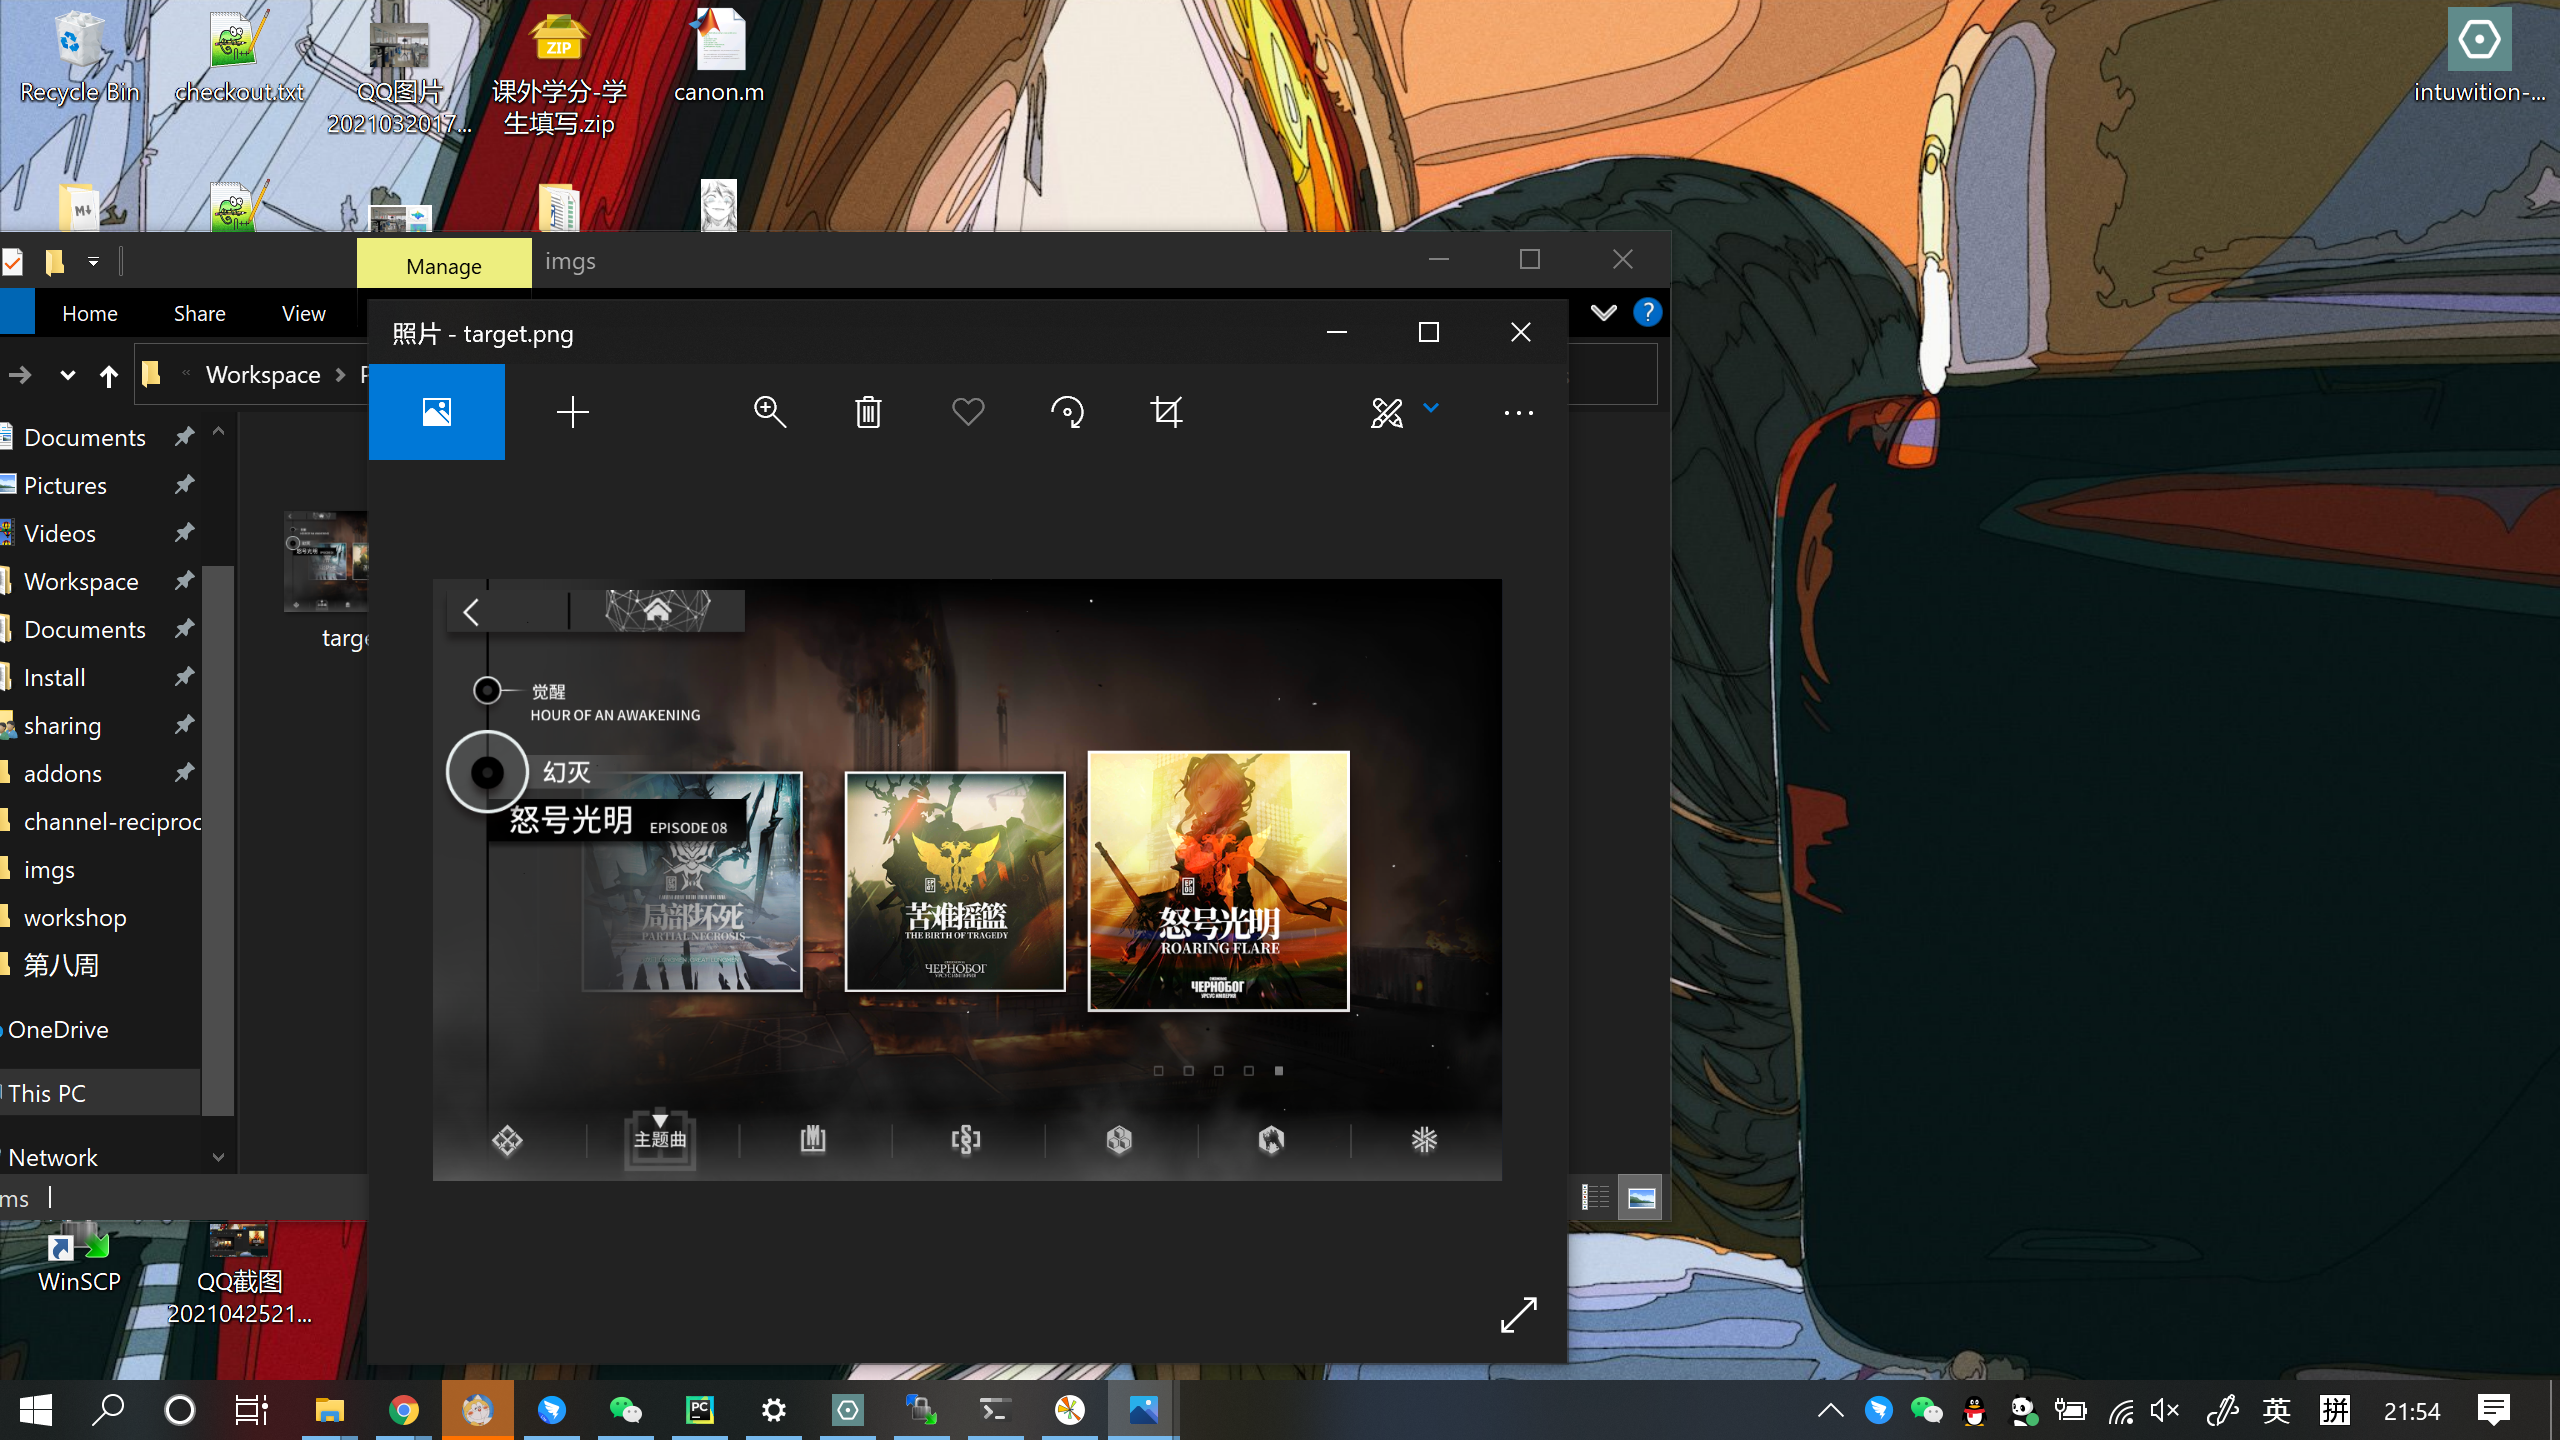 Recycle Bin
checkout.txt
QQ图片
2021032017...
ZIP
课外学分-学
生填写.zip
canon.m
intuwition-...
Manage
imgs
Home
Share
View
Workspace
照片 - target.png
Documents
Pictures
Videos
Workspace
Documents
Install
sharing
addons
channel-reciproc
imgs
workshop
第八周
OneDrive
This PC
Network
ms
觉醒
HOUR OF AN AWAKENING
幻灭
怒号光明 EPISODE 08
局部坏死
PARTIAL NECROSIS
苦难摇篮
THE BIRTH OF TRAGEDY
ЧЕРНОБОГ
怒号光明
ROARING FLARE
ЧЕРНОБОГ
主题曲
WinSCP
QQ截图
2021042521...
英
拼
21:54